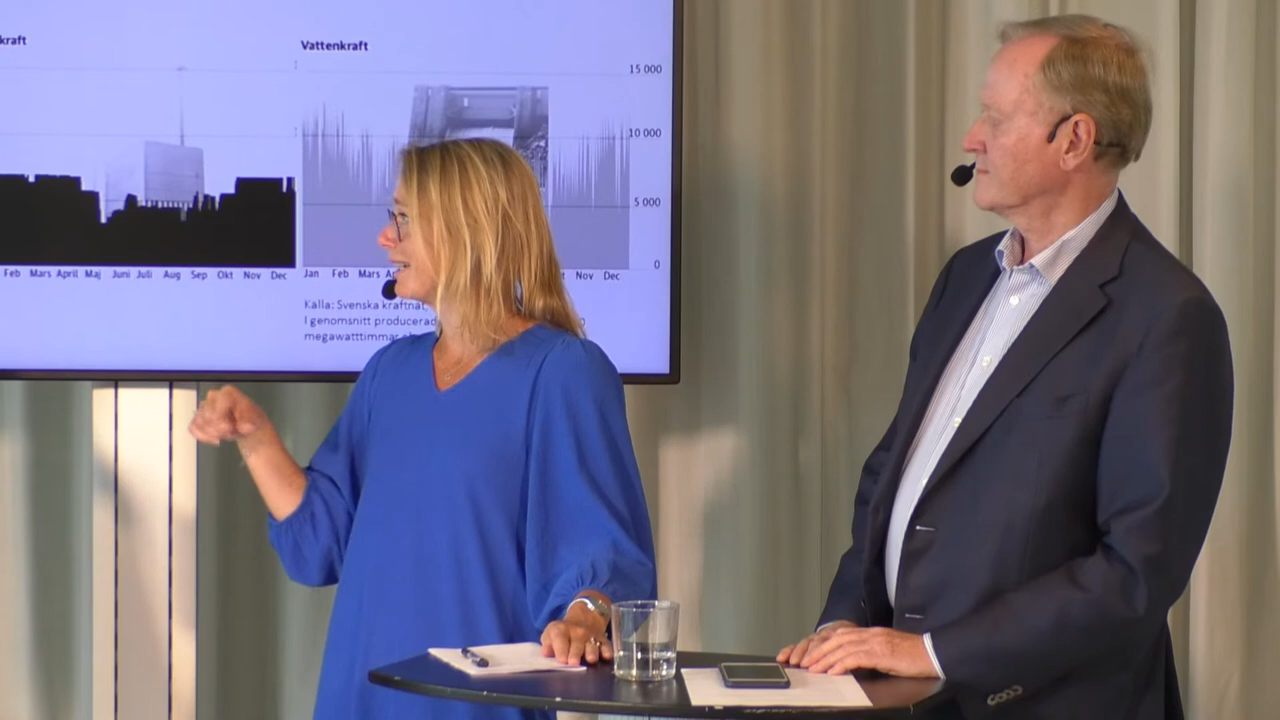 kraft
Vattenkraft
15 000
10 000
5 000
0
Feb Mars April Maj Juni Juli Aug Sep Okt Nov Dec
Jan Feb Mars Nov Dec
Källa: Svenska kraftnät,
I genomsnitt producerad
megawatttimmar